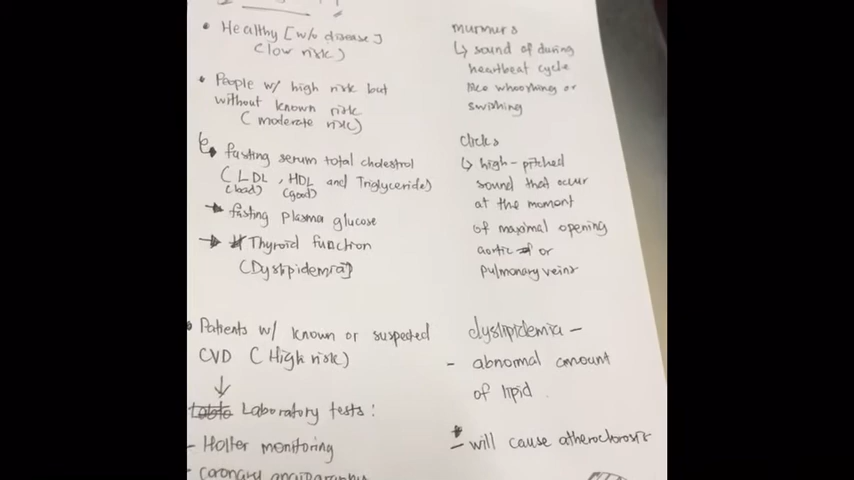 • Healthy [w/o disease]
(low risk)
• People w/ high risk but
without known risk
(moderate risk)
fasting serum total cholestrol
(LDL, HDL and Triglyceride)
(bad) (good)
→ fasting plasma glucose
→ Thyroid function
(Dyslipidemia)
• Patients w/ known or suspected
CVD (High risk)
↓
Laboratory tests:
- Holter monitoring
- coronary angiography
murmurs
↳ sound of during
heartbeat cycle
like whooshing or
swishing
clicks
↳ high-pitched
sound that occur
at the moment
of maximal opening
aortic or
pulmonary veins
dyslipidemia -
- abnormal amount
of lipid
- will cause atherochrosis